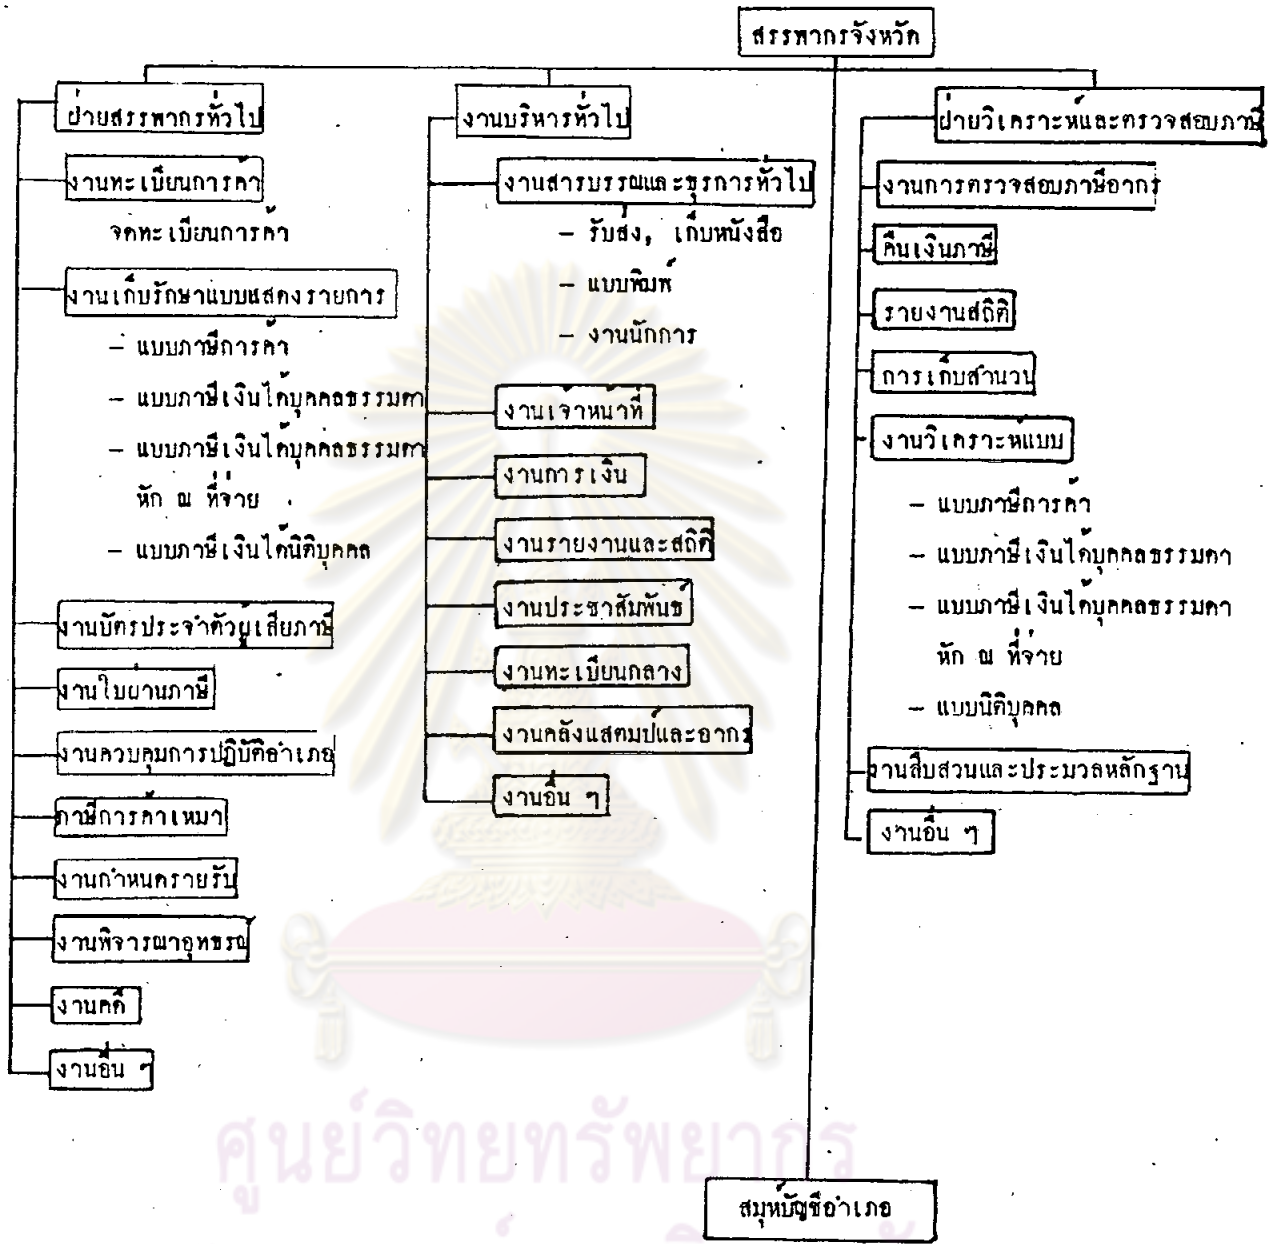 สรรพากรจังหวัด
ฝ่ายสรรพากรทั่วไป
งานทะเบียนการค้า
จดทะเบียนการค้า
งานเก็บรักษาแบบแสดงรายการ
- แบบภาษีการค้า
- แบบภาษีเงินได้บุคคลธรรมดา
- แบบภาษีเงินได้บุคคลธรรมดา
หัก ณ ที่จ่าย
- แบบภาษีเงินได้นิติบุคคล
งานบัตรประจำตัวผู้เสียภาษี
งานใบผ่านภาษี
งานควบคุมการปฏิบัติอำเภอ
ภาษีการค้าเหมา
งานกำหนดรายรับ
งานพิจารณาอุทธรณ์
งานคดี
งานอื่น ๆ
งานบริหารทั่วไป
งานสารบรรณและธุรการทั่วไป
- รับส่ง, เก็บหนังสือ
- แบบพิมพ์
- งานนักการ
งานเจ้าหน้าที่
งานการเงิน
งานรายงานและสถิติ
งานประชาสัมพันธ์
งานทะเบียนกลาง
งานคลังแสตมป์และอากร
งานอื่น ๆ
ฝ่ายวิเคราะห์และตรวจสอบภาษี
งานการตรวจสอบภาษีอากร
คืนเงินภาษี
รายงานสถิติ
การเก็บสำนวน
งานวิเคราะห์แบบ
- แบบภาษีการค้า
- แบบภาษีเงินได้บุคคลธรรมดา
- แบบภาษีเงินได้บุคคลธรรมดา
หัก ณ ที่จ่าย
- แบบนิติบุคคล
งานสืบสวนและประมวลหลักฐาน
งานอื่น ๆ
ศูนย์วิทยทรัพยากร
สมุห์บัญชีอำเภอ